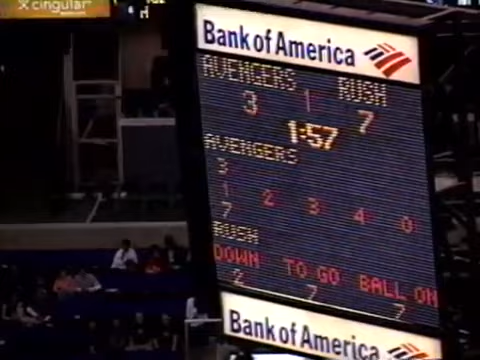 cingular
Bank of America
AVENGERS 1 RUSH
3 7
1:57
AVENGERS
3
1 2 3 4 0
7
RUSH
DOWN TO GO BALL ON
2 7 7
Bank of America